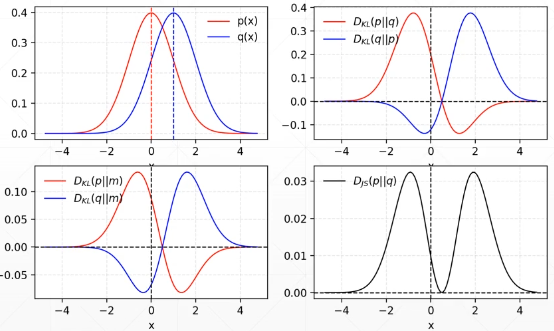 p(x)
q(x)
0.4
0.3
0.2
0.1
0.0
−4 −2 0 2 4
D_KL(p||q)
D_KL(q||p)
0.4
0.3
0.2
0.1
0.0
−0.1
−4 −2 0 2 4
D_KL(p||m)
D_KL(q||m)
0.10
0.05
0.00
−0.05
−4 −2 0 2 4
x
D_JS(p||q)
0.03
0.02
0.01
0.00
−4 −2 0 2 4
x